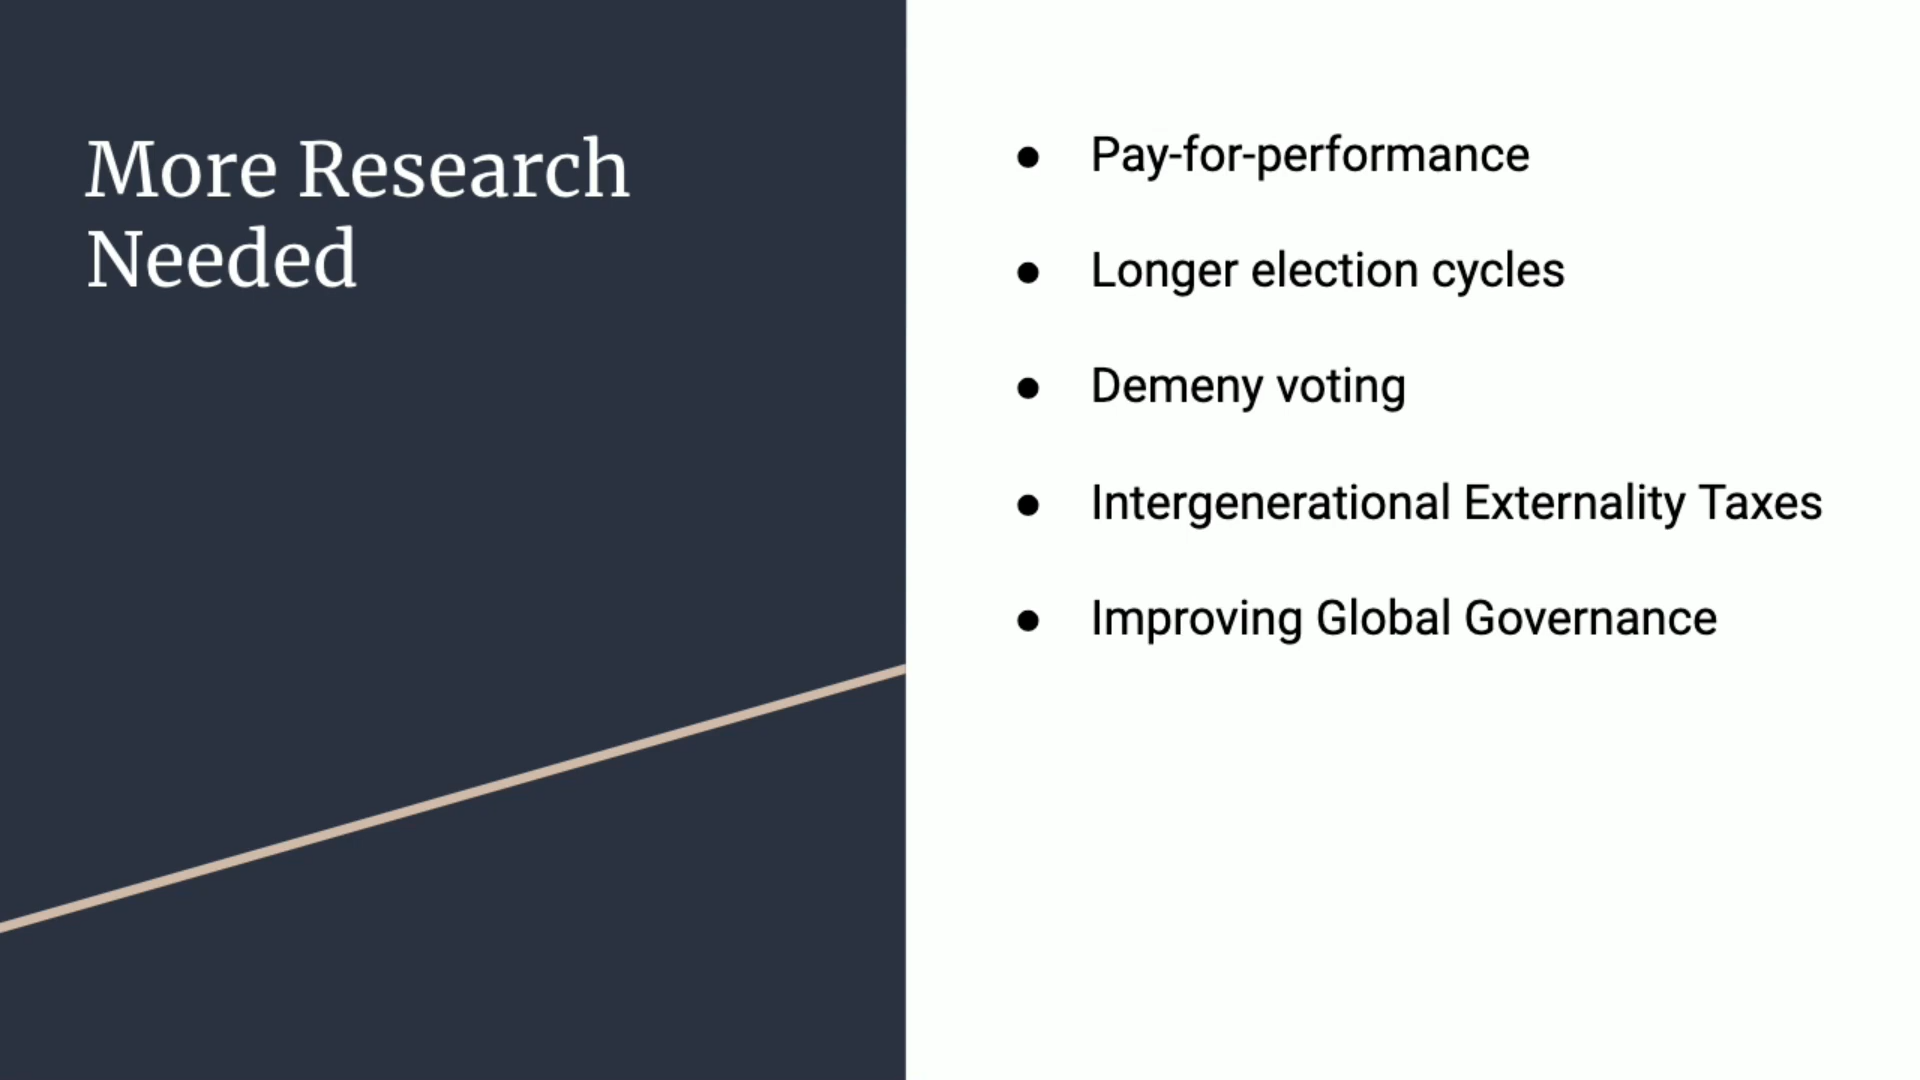 More Research
Needed
● Pay-for-performance
● Longer election cycles
● Demeny voting
● Intergenerational Externality Taxes
● Improving Global Governance